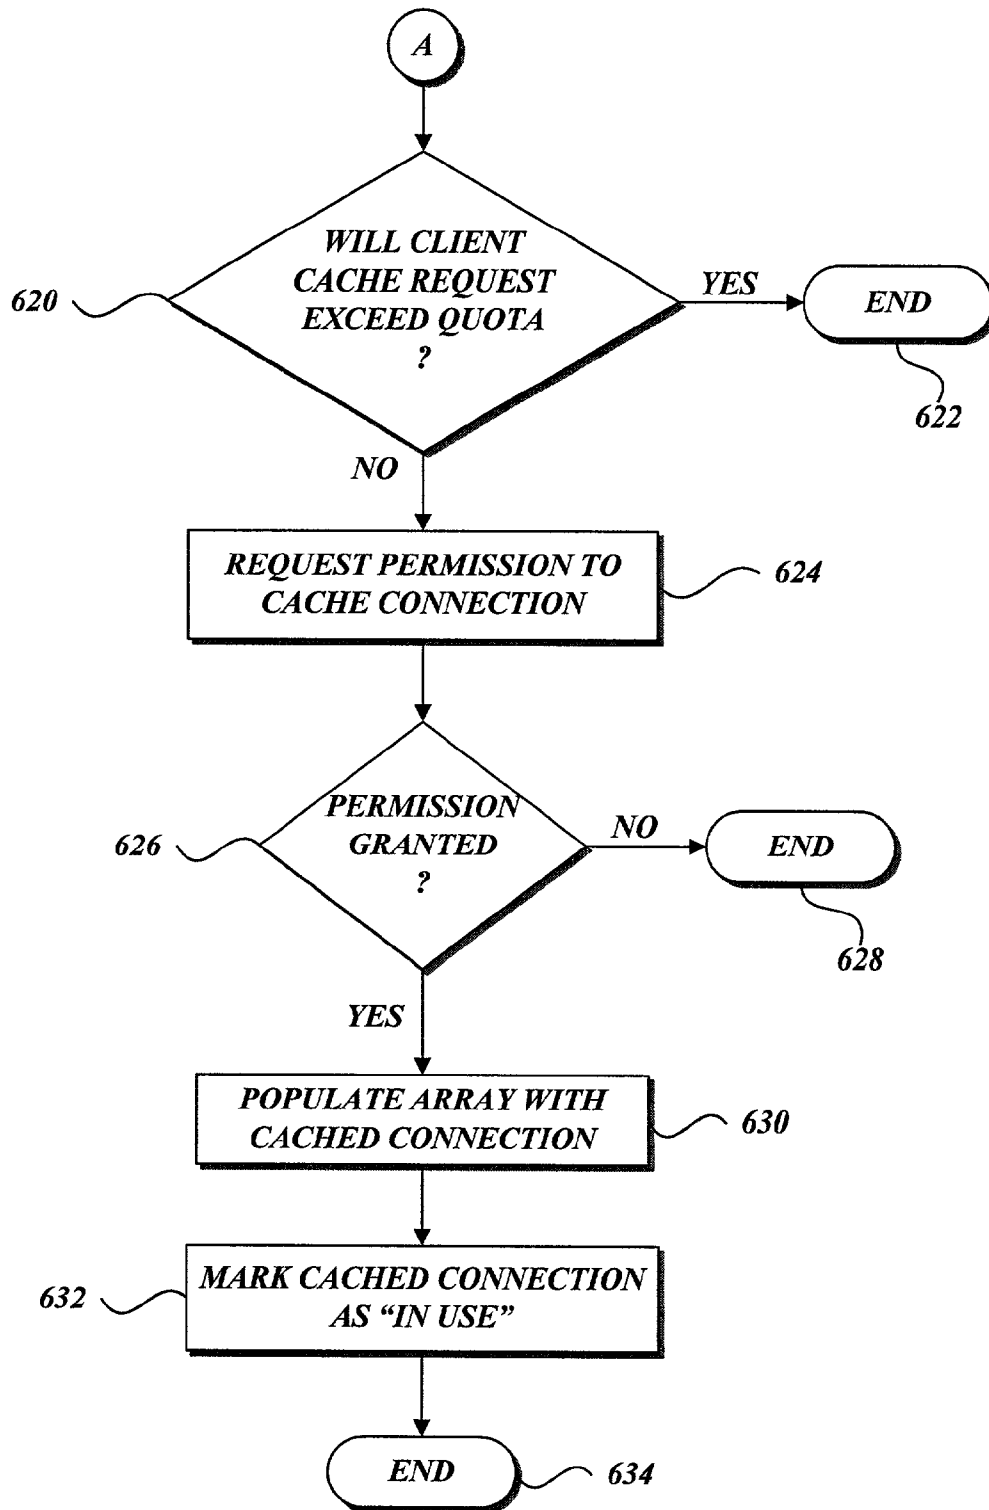 A
WILL CLIENT
CACHE REQUEST
EXCEED QUOTA
?
620
YES
END
622
NO
REQUEST PERMISSION TO
CACHE CONNECTION
624
PERMISSION
GRANTED
?
626
NO
END
628
YES
POPULATE ARRAY WITH
CACHED CONNECTION
630
MARK CACHED CONNECTION
AS “IN USE”
632
END
634